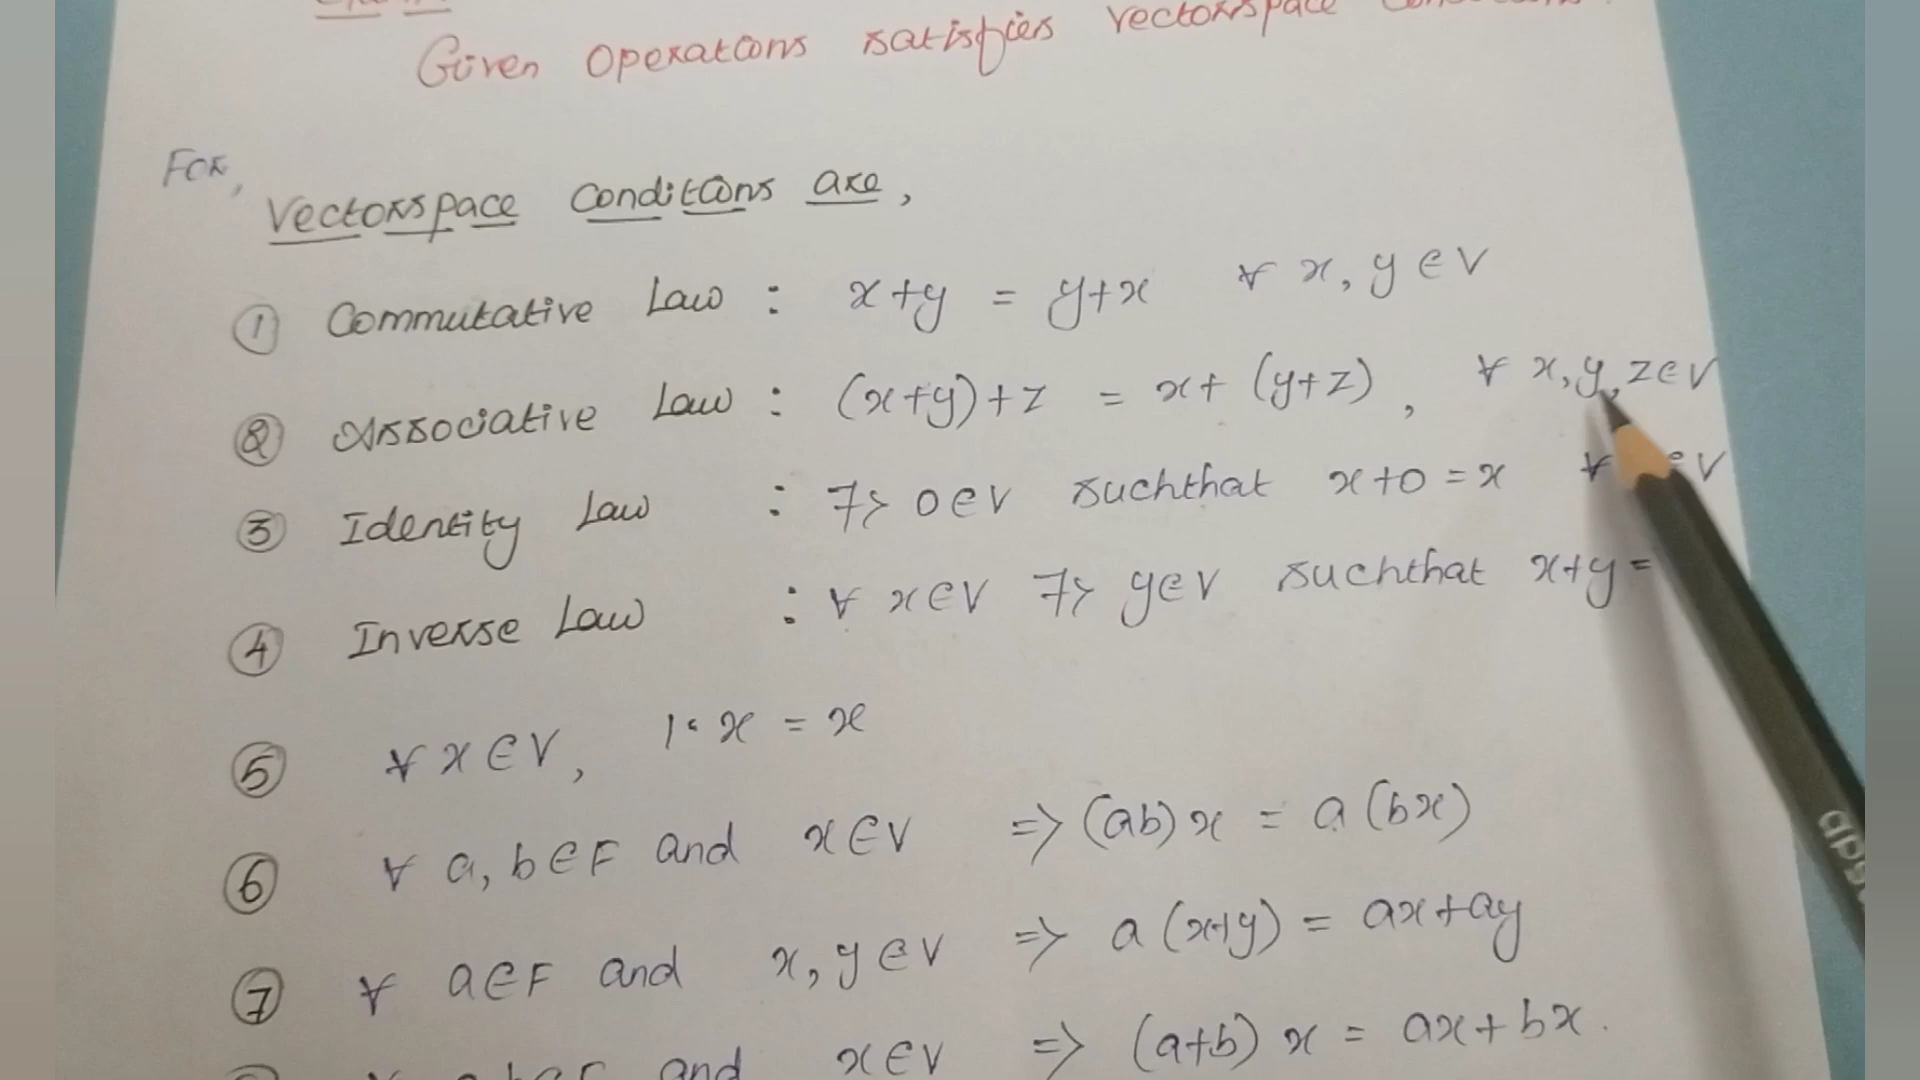 Given Operations satisfies Vectorspace
For,
Vectorspace Conditions are,
① Commutative Law : x+y = y+x ∀ x, y ∈ V
② Associative Law : (x+y)+z = x+(y+z), ∀ x, y, z ∈ V
③ Identity Law : ∃ 0 ∈ V suchthat x+0 = x ∀ ∈ V
④ Inverse Law : ∀ x ∈ V ∃ y ∈ V suchthat x+y =
⑤ ∀ x ∈ V, 1·x = x
⑥ ∀ a, b ∈ F and x ∈ V => (ab)x = a(bx)
⑦ ∀ a ∈ F and x, y ∈ V => a(x+y) = ax+ay
and x ∈ V => (a+b)x = ax+bx.